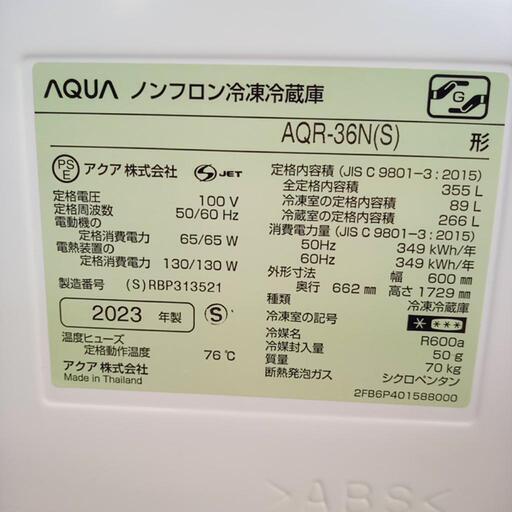 AQUA ノンフロン冷凍冷蔵庫
G
AQR-36N(S) 形
PSE アクア株式会社 S JET
定格電圧 100 V
定格周波数 50/60 Hz
電動機の
定格消費電力 65/65 W
電熱装置の
定格消費電力 130/130 W
製造番号 (S)RBP313521
2023 年製 S
温度ヒューズ
定格動作温度 76℃
アクア株式会社
Made in Thailand
定格内容積 (JIS C 9801-3 : 2015)
全定格内容積 355 L
冷凍室の定格内容積 89 L
冷蔵室の定格内容積 266 L
消費電力量 (JIS C 9801-3 : 2015)
50Hz 349 kWh/年
60Hz 349 kWh/年
外形寸法 幅 600 ㎜
奥行 662 ㎜ 高さ 1729 ㎜
種類 冷凍冷蔵庫
冷凍室の記号 * ***
冷媒名 R600a
冷媒封入量 50 g
質量 70 kg
断熱発泡ガス シクロペンタン
2FB6P401588000
>ABS<